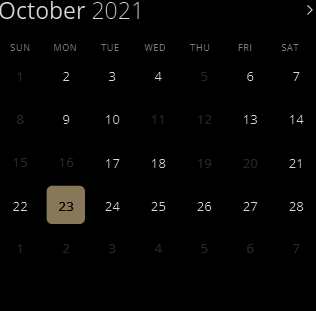 October 2021
SUN MON TUE WED THU FRI SAT
1 2 3 4 5 6 7
8 9 10 11 12 13 14
15 16 17 18 19 20 21
22 23 24 25 26 27 28
1 2 3 4 5 6 7